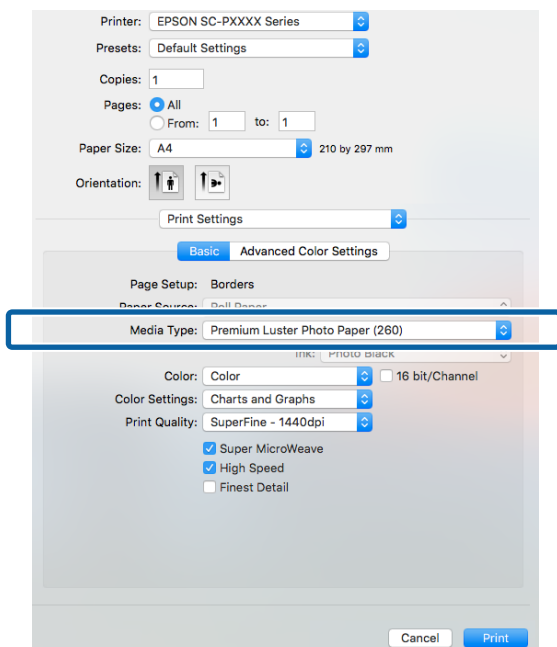 Printer: EPSON SC-PXXXX Series
Presets: Default Settings
Copies: 1
Pages: All
From: 1 to: 1
Paper Size: A4 210 by 297 mm
Orientation:
Print Settings
Basic Advanced Color Settings
Page Setup: Borders
Paper Source: Roll Paper
Media Type: Premium Luster Photo Paper (260)
Ink: Photo Black
Color: Color 16 bit/Channel
Color Settings: Charts and Graphs
Print Quality: SuperFine - 1440dpi
Super MicroWeave
High Speed
Finest Detail
Cancel Print